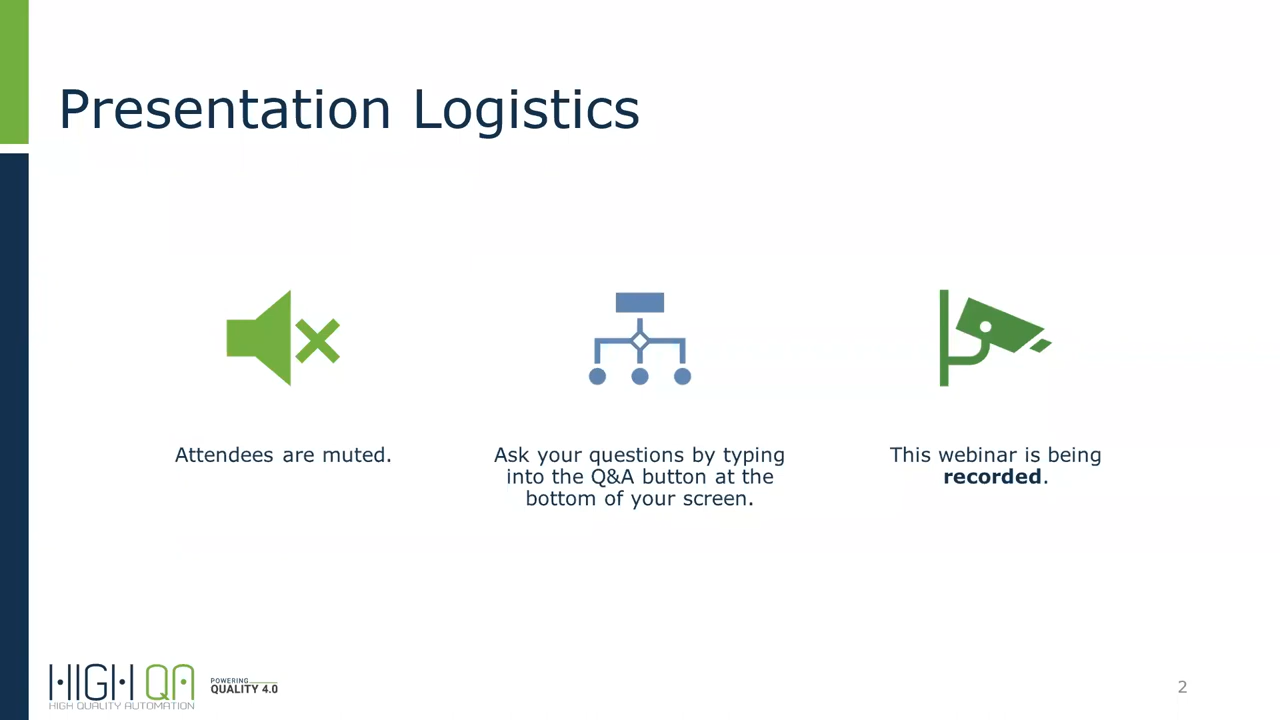 Presentation Logistics
Attendees are muted.
Ask your questions by typing
into the Q&A button at the
bottom of your screen.
This webinar is being
recorded.
HIGH QA
HIGH QUALITY AUTOMATION
POWERING
QUALITY 4.0
2